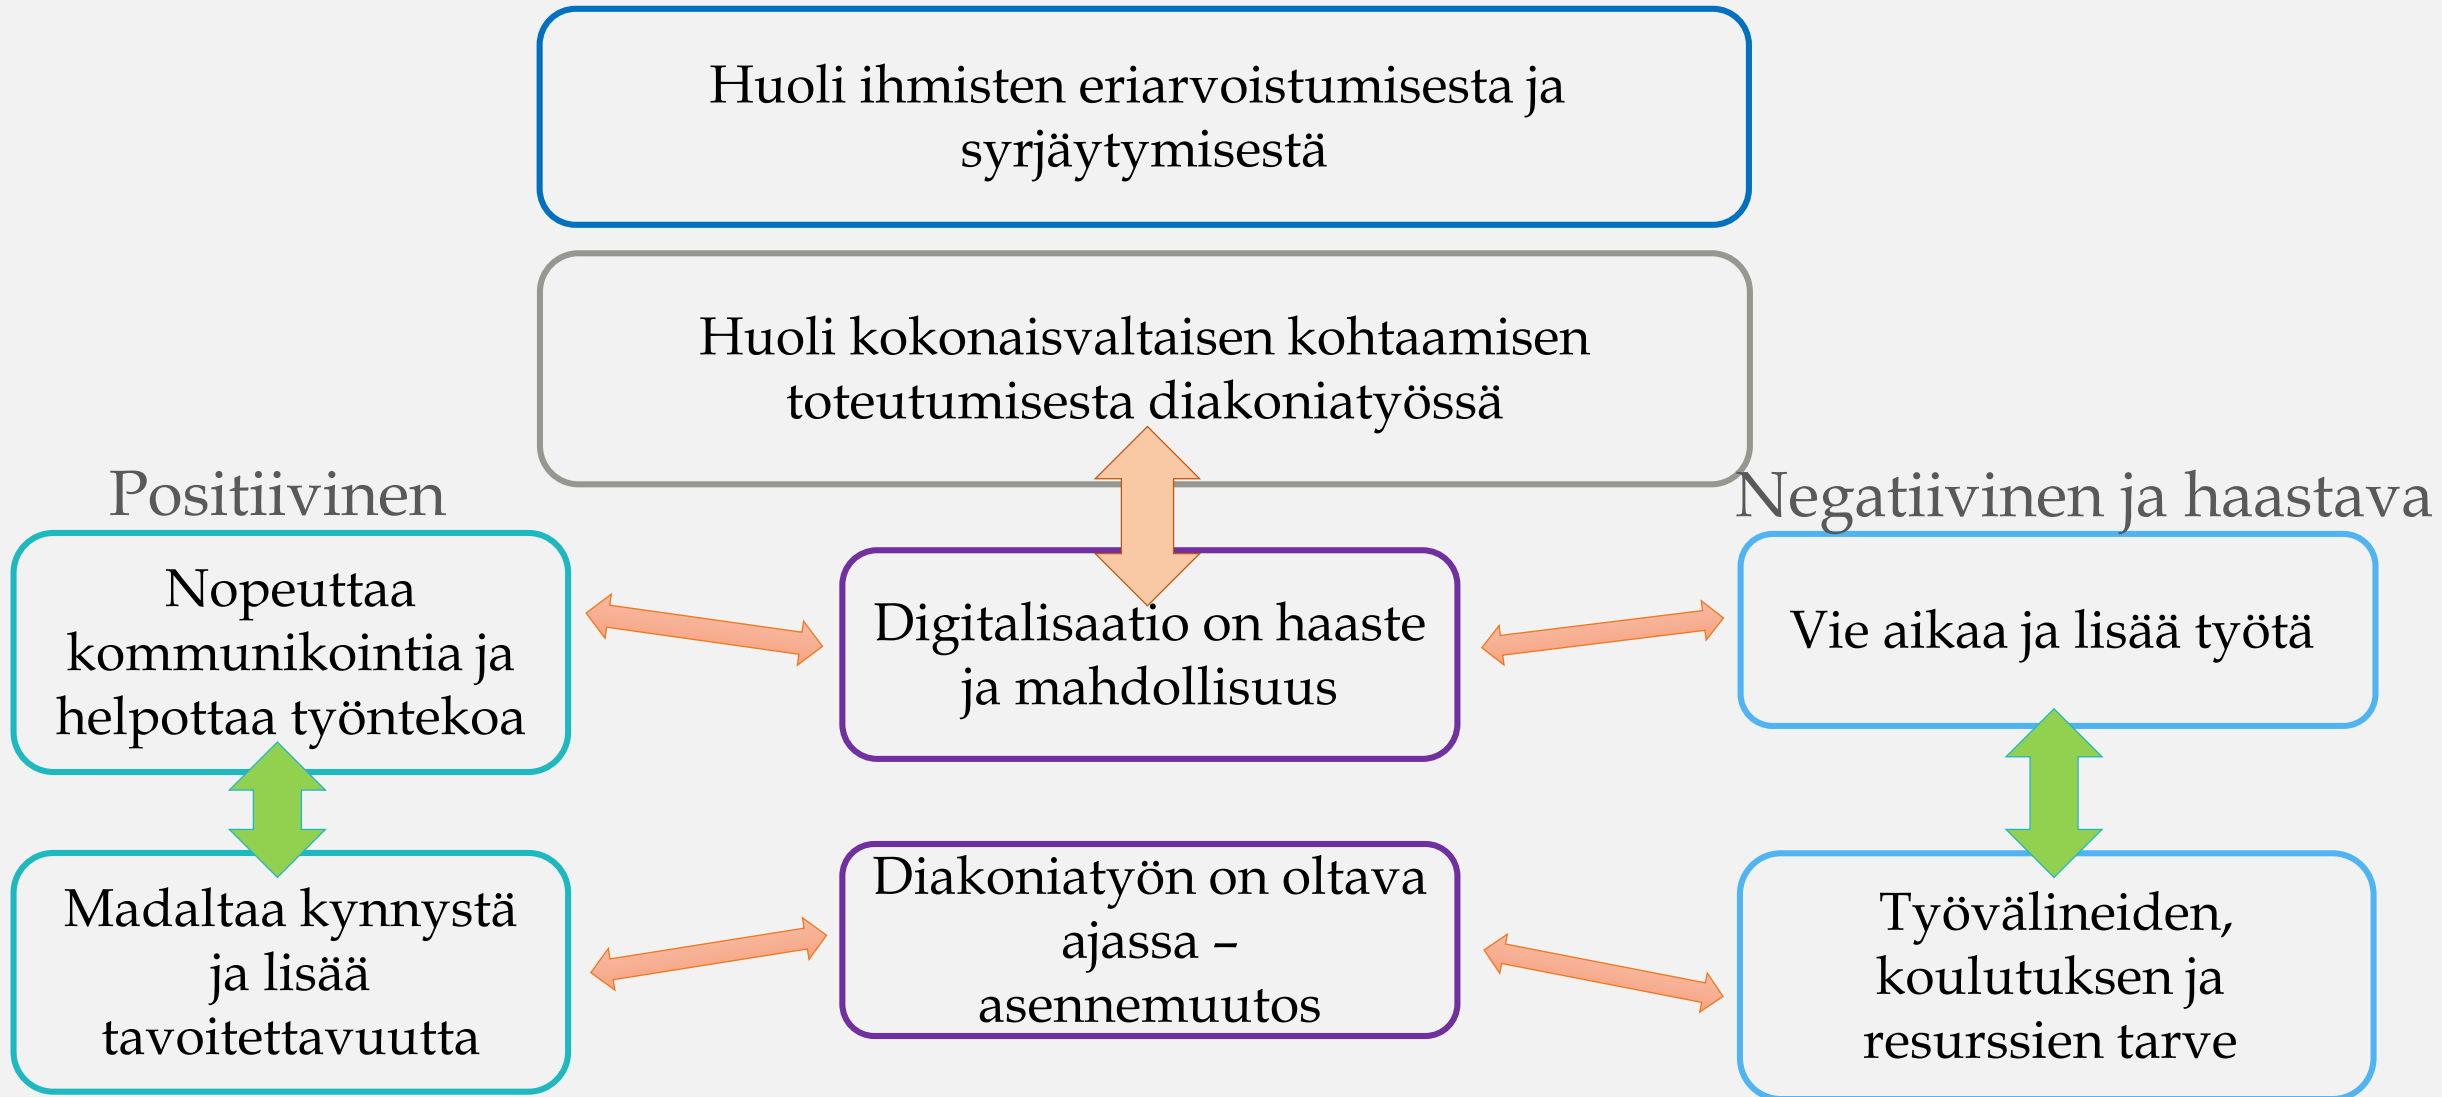 Huoli ihmisten eriarvoistumisesta ja
syrjäytymisestä
Huoli kokonaisvaltaisen kohtaamisen
toteutumisesta diakoniatyössä
Positiivinen
Negatiivinen ja haastava
Nopeuttaa
kommunikointia ja
helpottaa työntekoa
Digitalisaatio on haaste
ja mahdollisuus
Vie aikaa ja lisää työtä
Madaltaa kynnystä
ja lisää
tavoitettavuutta
Diakoniatyön on oltava
ajassa –
asennemuutos
Työvälineiden,
koulutuksen ja
resurssien tarve